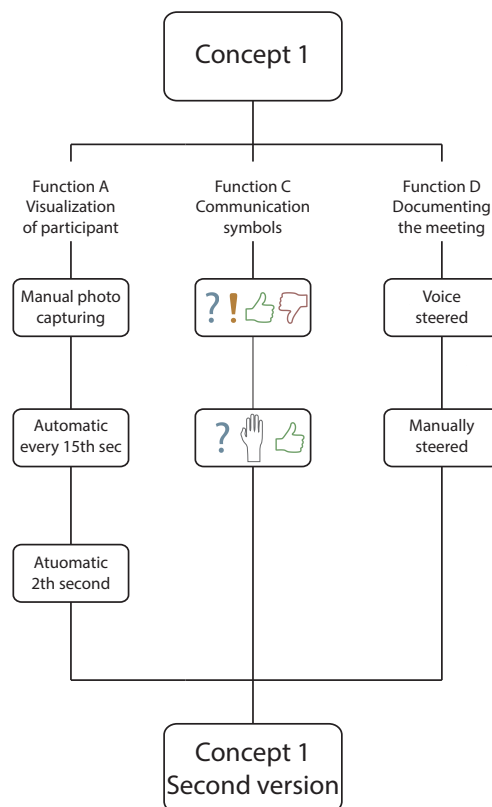 Concept 1
Function A
Visualization
of participant
Function C
Communication
symbols
Function D
Documenting
the meeting
Manual photo
capturing
? !
Voice
steered
Automatic
every 15th sec
?
Manually
steered
Atuomatic
2th second
Concept 1
Second version